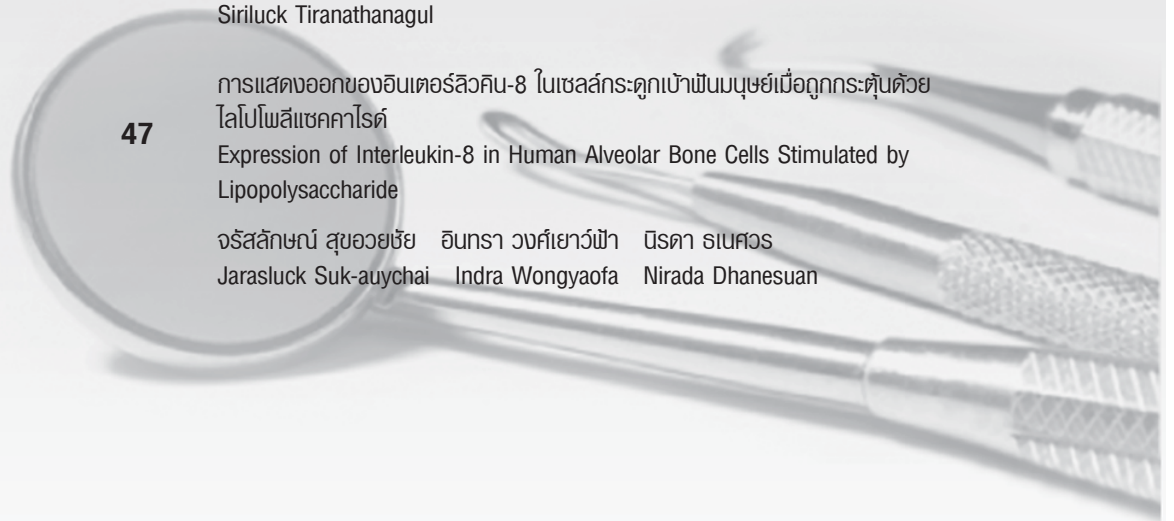 Siriluck Tiranathanagul
การแสดงออกของอินเตอร์ลิวคิน-8 ในเซลล์กระดูกเบ้าฟันมนุษย์เมื่อถูกกระตุ้นด้วย
47
ไลโปโพลีแซคคาไรด์
Expression of Interleukin-8 in Human Alveolar Bone Cells Stimulated by
Lipopolysaccharide
จรัสลักษณ์ สุขอวยชัย อินทรา วงศ์เยาว์ฟ้า นิรดา ธเนศวร
Jarasluck Suk-auychai Indra Wongyaofa Nirada Dhanesuan